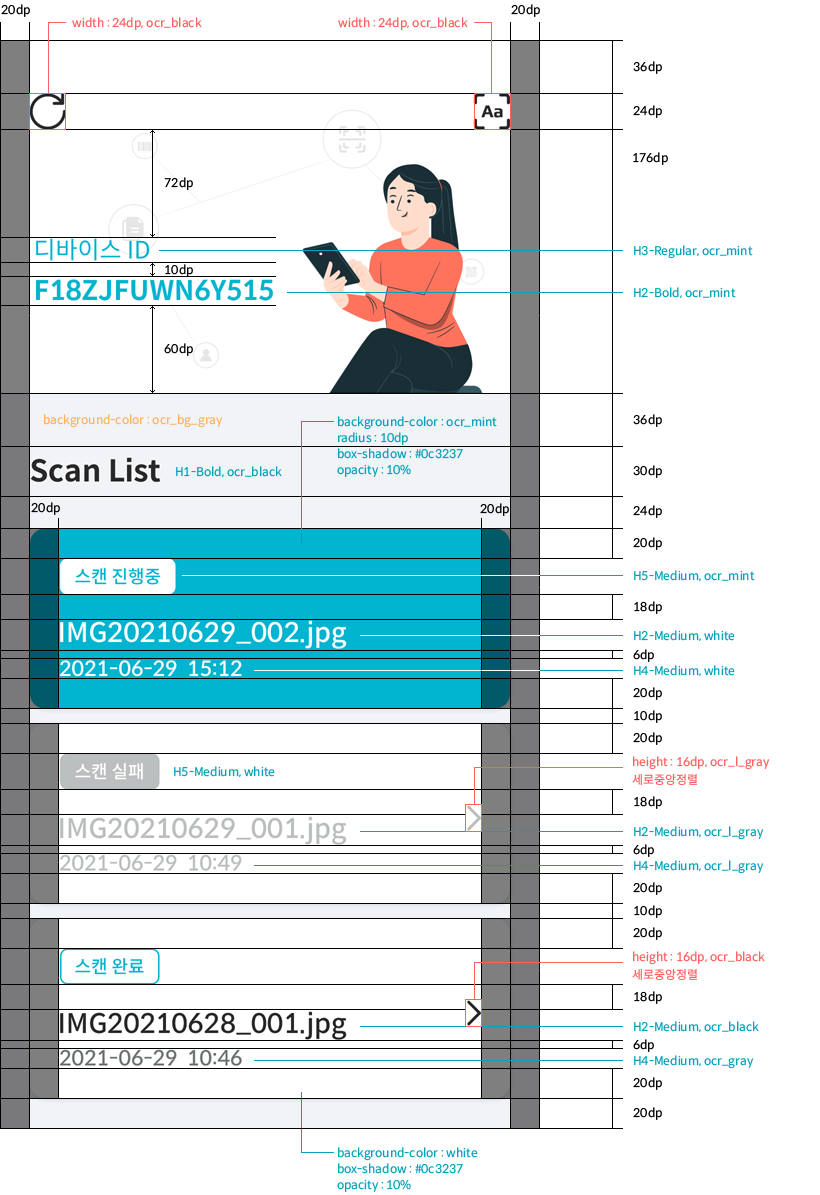 20dp
20dp
width : 24dp, ocr_black
width : 24dp, ocr_black
36dp
Aa
24dp
176dp
72dp
디바이스 ID
H3-Regular, ocr_mint
10dp
F18ZJFUWN6Y515
H2-Bold, ocr_mint
60dp
background-color : ocr_bg_gray
background-color : ocr_mint
radius : 10dp
box-shadow : #0c3237
opacity : 10%
36dp
Scan List
H1-Bold, ocr_black
30dp
20dp
20dp
24dp
20dp
스캔 진행중
H5-Medium, ocr_mint
18dp
IMG20210629_002.jpg
H2-Medium, white
6dp
2021-06-29 15:12
H4-Medium, white
20dp
10dp
20dp
스캔 실패
H5-Medium, white
height : 16dp, ocr_l_gray
세로중앙정렬
18dp
IMG20210629_001.jpg
H2-Medium, ocr_l_gray
6dp
2021-06-29 10:49
H4-Medium, ocr_l_gray
20dp
10dp
20dp
스캔 완료
height : 16dp, ocr_black
세로중앙정렬
18dp
IMG20210628_001.jpg
H2-Medium, ocr_black
6dp
2021-06-29 10:46
H4-Medium, ocr_gray
20dp
20dp
background-color : white
box-shadow : #0c3237
opacity : 10%